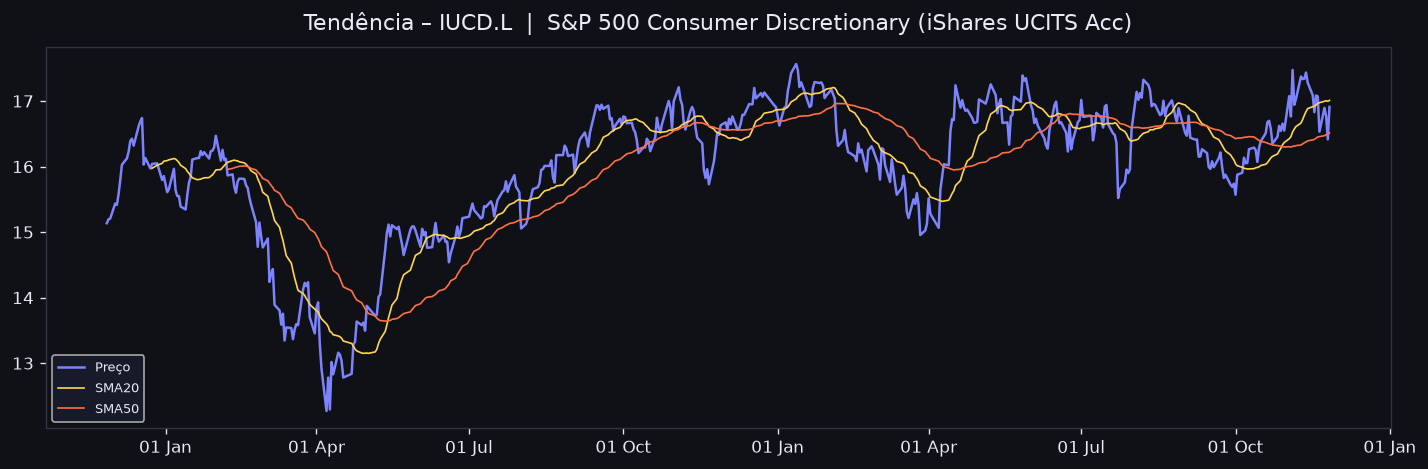 Tendência – IUCD.L | S&P 500 Consumer Discretionary (iShares UCITS Acc)
17
16
15
14
13
Preço
SMA20
SMA50
01 Jan 01 Apr 01 Jul 01 Oct 01 Jan 01 Apr 01 Jul 01 Oct 01 Jan